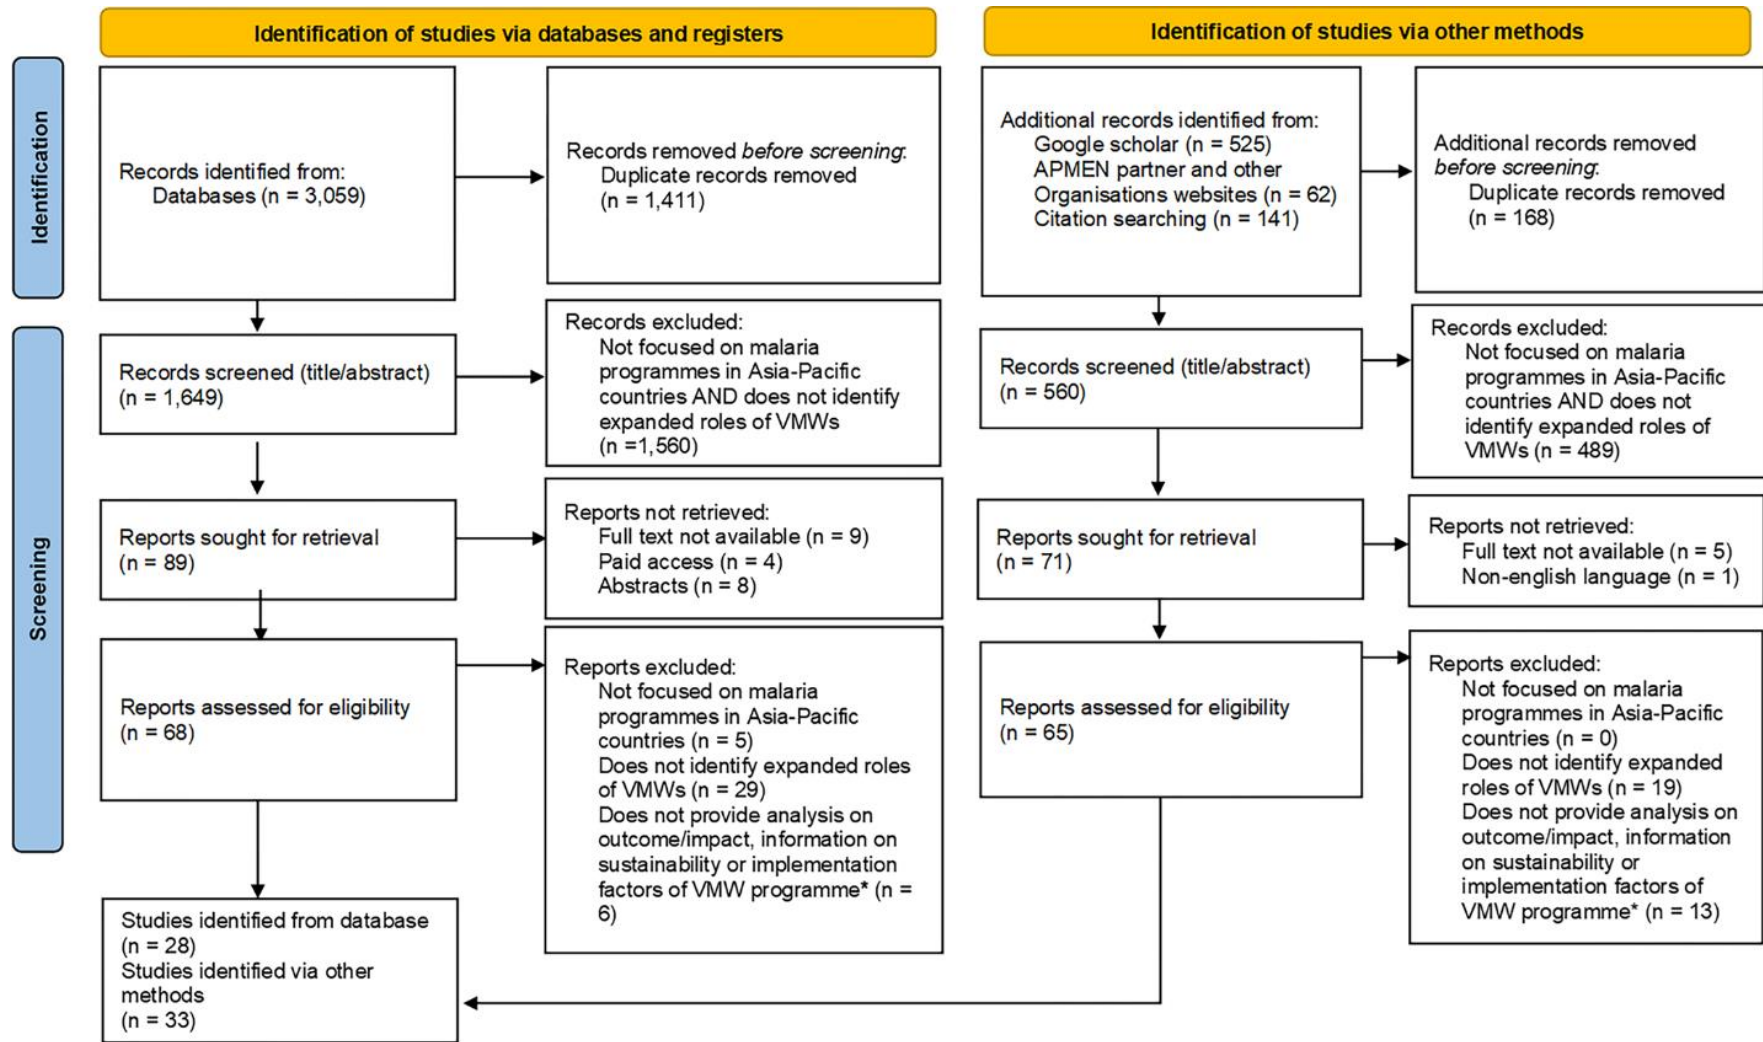 Identification of studies via databases and registers
Identification of studies via other methods
Identification
Records identified from:
Databases (n = 3,059)
Records removed before screening:
Duplicate records removed
(n = 1,411)
Additional records identified from:
Google scholar (n = 525)
APMEN partner and other
Organisations websites (n = 62)
Citation searching (n = 141)
Additional records removed
before screening:
Duplicate records removed
(n = 168)
Screening
Records screened (title/abstract)
(n = 1,649)
Records excluded:
Not focused on malaria
programmes in Asia-Pacific
countries AND does not identify
expanded roles of VMWs
(n =1,560)
Records screened (title/abstract)
(n = 560)
Records excluded:
Not focused on malaria
programmes in Asia-Pacific
countries AND does not
identify expanded roles of
VMWs (n = 489)
Reports sought for retrieval
(n = 89)
Reports not retrieved:
Full text not available (n = 9)
Paid access (n = 4)
Abstracts (n = 8)
Reports sought for retrieval
(n = 71)
Reports not retrieved:
Full text not available (n = 5)
Non-english language (n = 1)
Reports assessed for eligibility
(n = 68)
Reports excluded:
Not focused on malaria
programmes in Asia-Pacific
countries (n = 5)
Does not identify expanded roles
of VMWs (n = 29)
Does not provide analysis on
outcome/impact, information on
sustainability or implementation
factors of VMW programme* (n =
6)
Reports assessed for eligibility
(n = 65)
Reports excluded:
Not focused on malaria
programmes in Asia-Pacific
countries (n = 0)
Does not identify expanded
roles of VMWs (n = 19)
Does not provide analysis on
outcome/impact, information
on sustainability or
implementation factors of
VMW programme* (n = 13)
Studies identified from database
(n = 28)
Studies identified via other
methods
(n = 33)